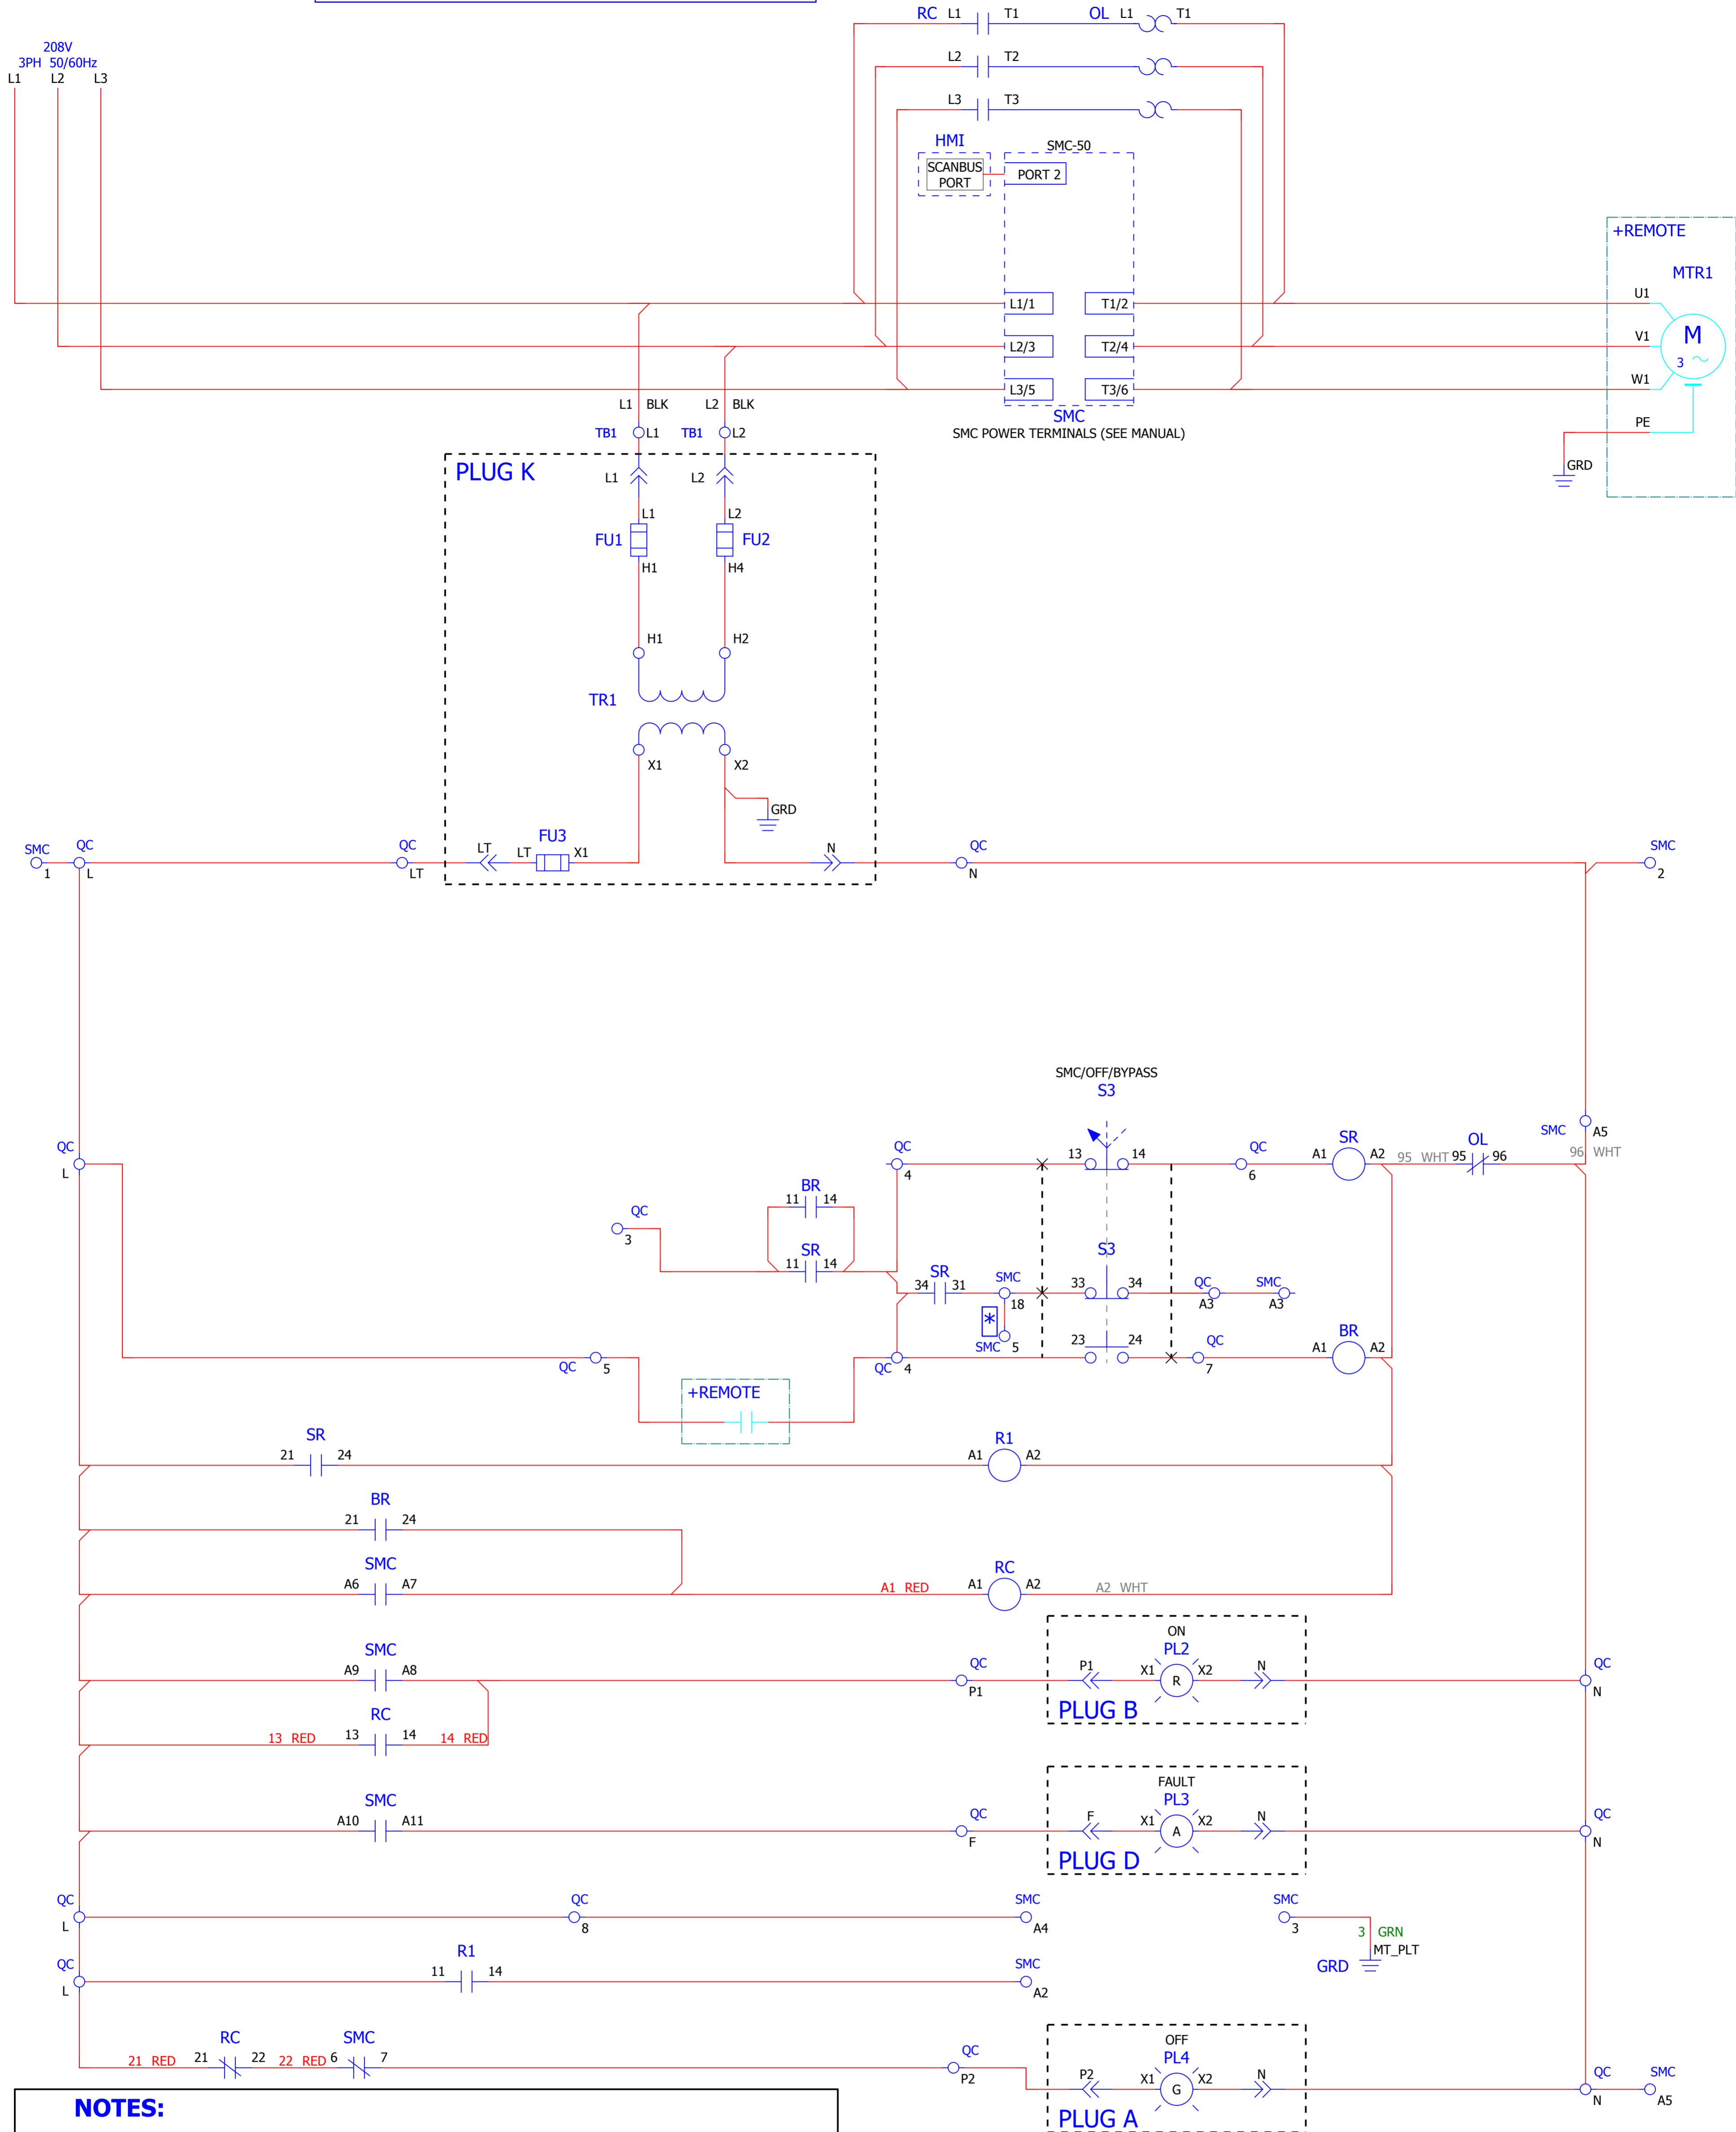 RC L1 T1 OL L1 T1
208V
3PH 50/60Hz
L1 L2 L3
L2 T2
L3 T3
HMI
SMC-50
SCANBUS
PORT
PORT 2
+REMOTE
MTR1
L1/1 T1/2 U1
L2/3 T2/4 V1 M
3
L3/5 T3/6 W1
L1 BLK L2 BLK
SMC
SMC POWER TERMINALS (SEE MANUAL)
PE
TB1 L1 TB1 L2
GRD
PLUG K
L1 L2
L1 L2
FU1 FU2
H1 H4
H1 H2
TR1
X1 X2
GRD
SMC QC QC LT LT FU3 X1 N QC SMC
1 L LT N 2
SMC/OFF/BYPASS
S3
SMC A5
QC QC 13 14 QC A1 SR A2 95 WHT 95 OL 96 96 WHT
L 4 6
BR
11 14
QC
3
SR
11 14
S3
34 SR 31 SMC 33 34 QC SMC
18 A3 A3
*
SMC 5
23 24 QC A1 BR A2
QC 5 QC 4 7
+REMOTE
SR R1
21 24 A1 A2
BR
21 24
SMC RC
A6 A7 A1 RED A1 A2 A2 WHT
ON
SMC QC PL2 QC
A9 A8 P1 X1 R X2 N
P1 N
PLUG B
RC
13 RED 13 14 14 RED
FAULT
SMC QC PL3 QC
A10 A11 F X1 A X2 N
F N
PLUG D
QC QC SMC SMC
L 8 A4 3
3 GRN
MT_PLT
GRD
QC R1 SMC
L 11 14 A2
OFF
RC SMC QC PL4 QC SMC
21 RED 21 22 22 RED 6 7 P2 P2 X1 G X2 N N A5
PLUG A
NOTES: